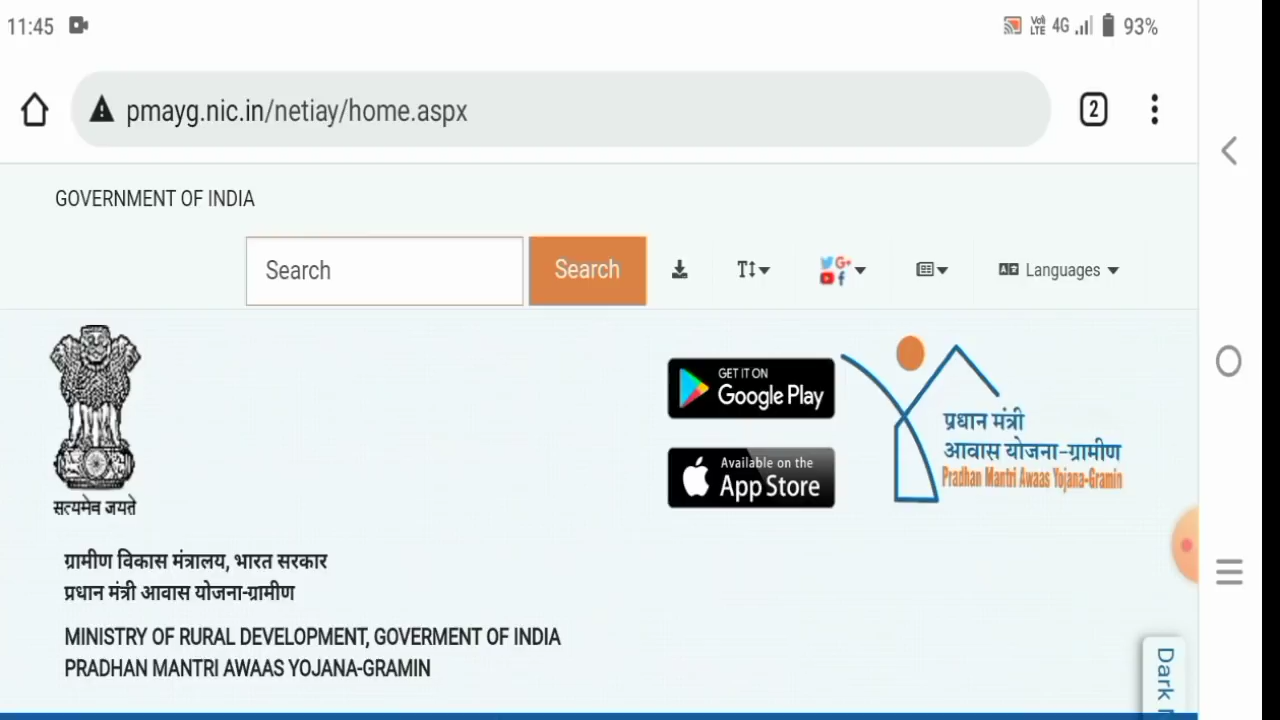 11:45
Vol) LTE 4G 93%
pmayg.nic.in/netiay/home.aspx
2
GOVERNMENT OF INDIA
Search
Search
Languages
GET IT ON
Google Play
Available on the
App Store
प्रधान मंत्री
आवास योजना-ग्रामीण
Pradhan Mantri Awaas Yojana-Gramin
सत्यमेव जयते
ग्रामीण विकास मंत्रालय, भारत सरकार
प्रधान मंत्री आवास योजना-ग्रामीण
MINISTRY OF RURAL DEVELOPMENT, GOVERMENT OF INDIA
PRADHAN MANTRI AWAAS YOJANA-GRAMIN
Dark